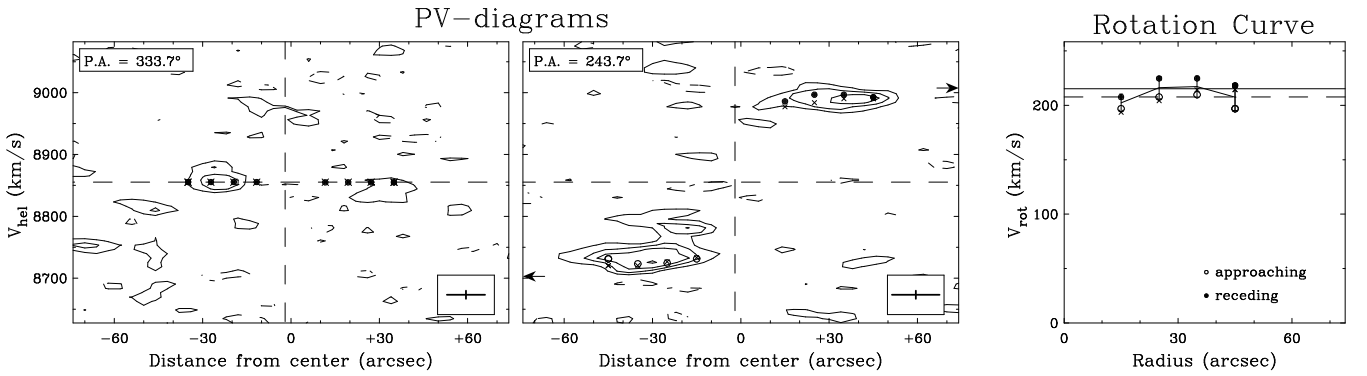 PV−diagrams
Rotation Curve
P.A. = 333.7°
P.A. = 243.7°
V_hel (km/s)
9000
8900
8800
8700
−60 −30 0 +30 +60
Distance from center (arcsec)
−60 −30 0 +30 +60
Distance from center (arcsec)
V_rot (km/s)
200
100
0
approaching
receding
0 30 60
Radius (arcsec)